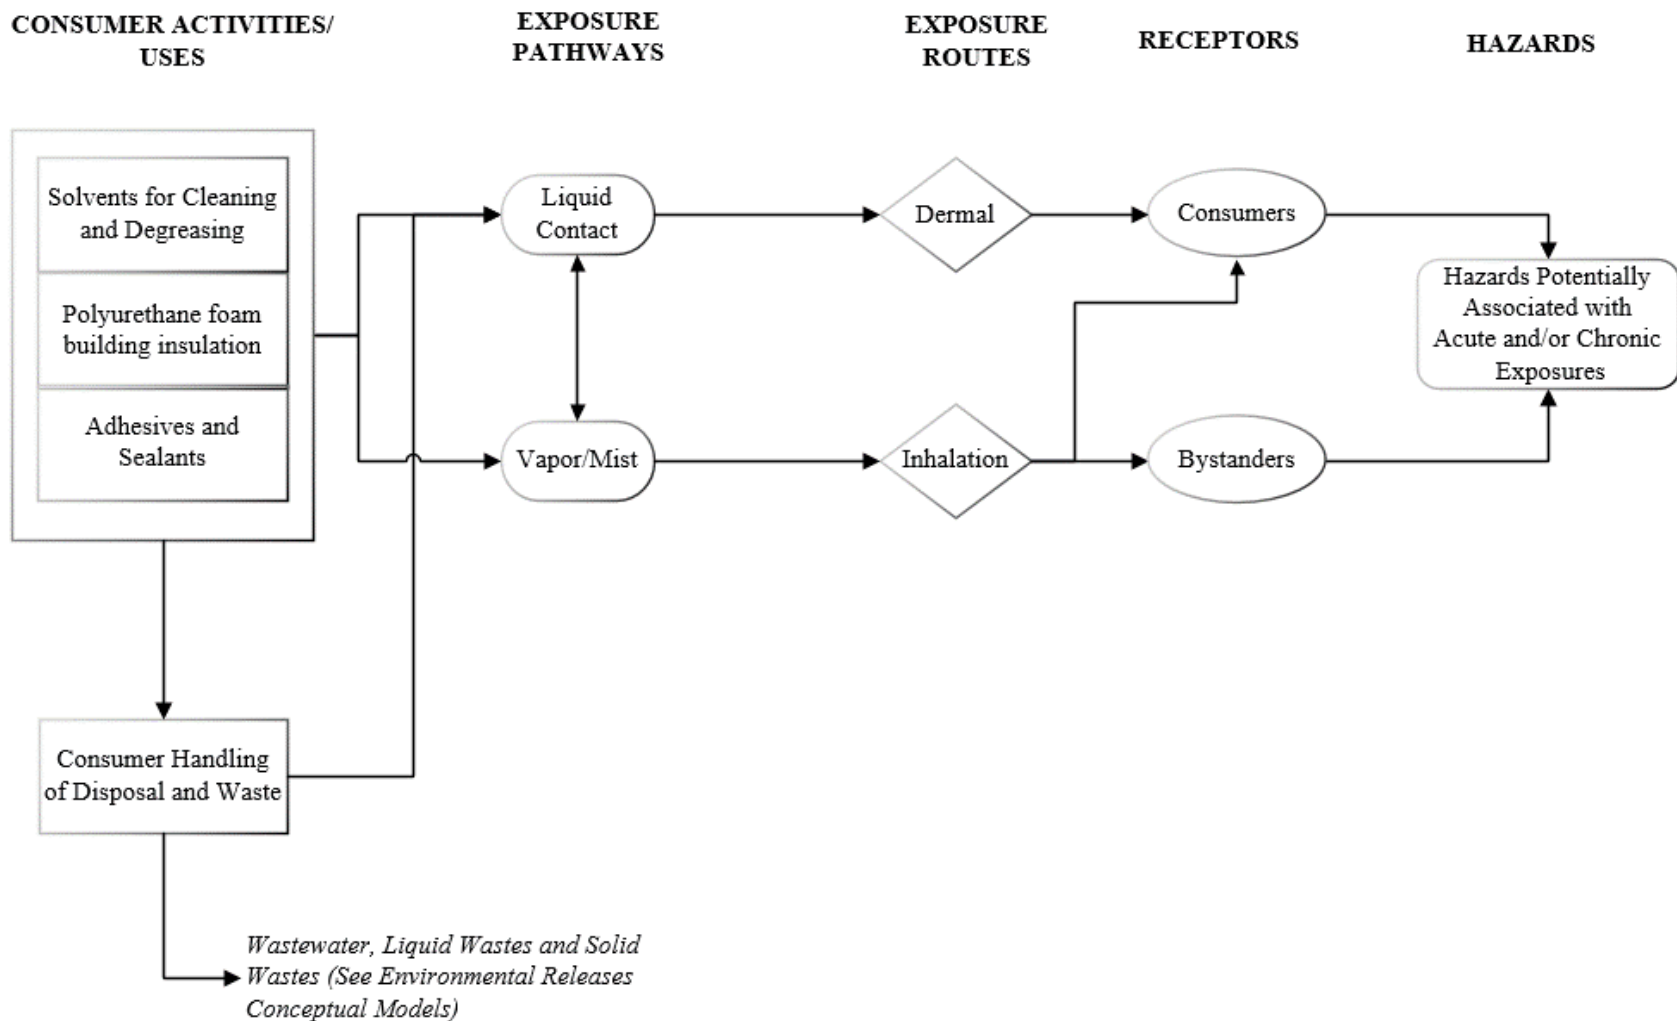 CONSUMER ACTIVITIES/
USES
EXPOSURE
PATHWAYS
EXPOSURE
ROUTES
RECEPTORS
HAZARDS
Solvents for Cleaning
and Degreasing
Polyurethane foam
building insulation
Adhesives and
Sealants
Liquid
Contact
Vapor/Mist
Dermal
Inhalation
Consumers
Bystanders
Hazards Potentially
Associated with
Acute and/or Chronic
Exposures
Consumer Handling
of Disposal and Waste
Wastewater, Liquid Wastes and Solid
Wastes (See Environmental Releases
Conceptual Models)